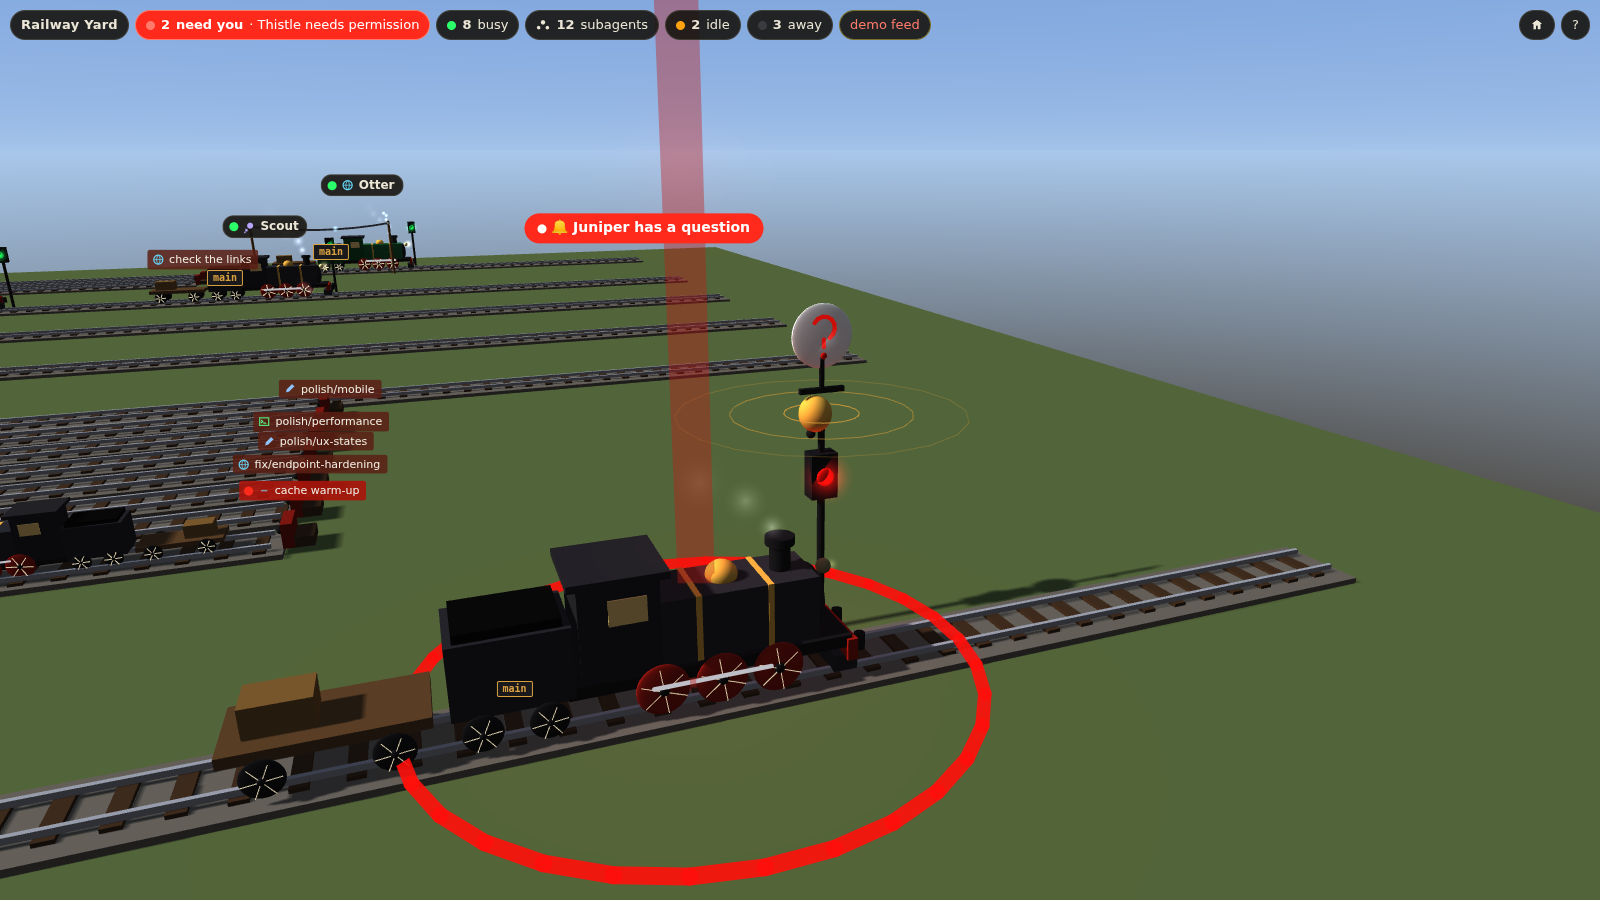 Railway Yard
2 need you · Thistle needs permission
8 busy
12 subagents
2 idle
3 away
demo feed
?
Otter
Scout
Juniper has a question
main
check the links
main
?
polish/mobile
polish/performance
polish/ux-states
fix/endpoint-hardening
cache warm-up
main